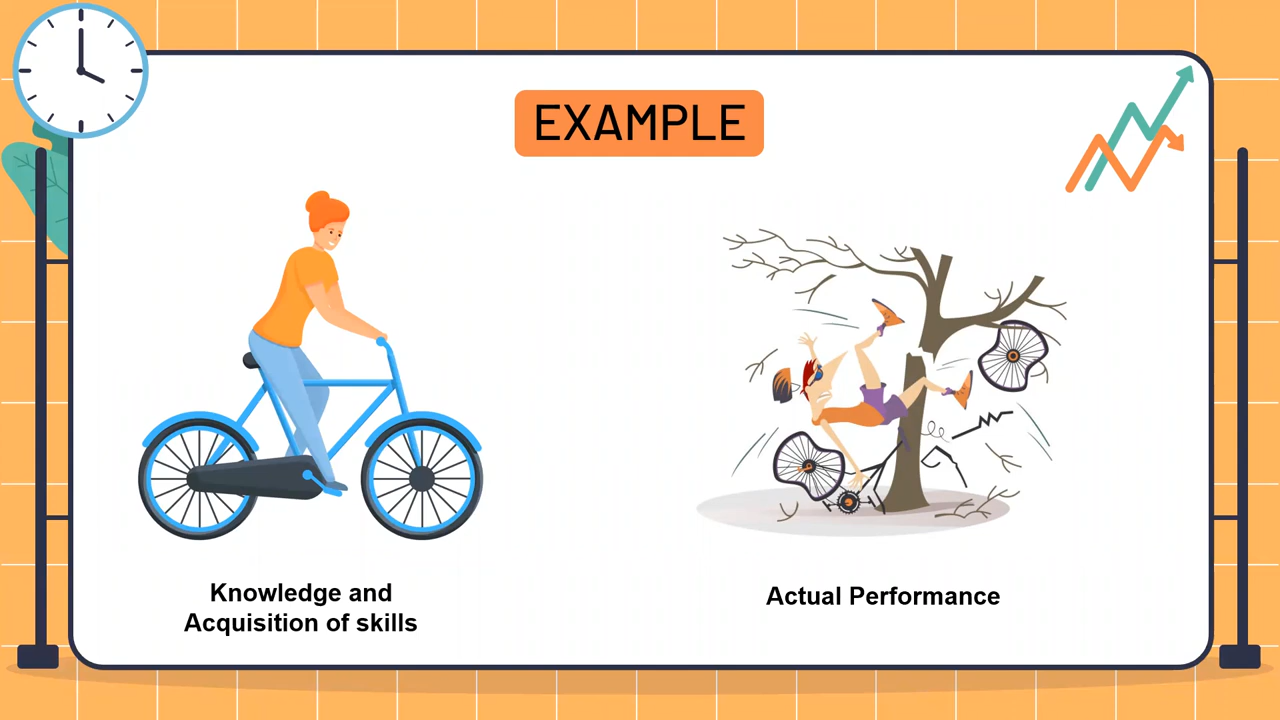 EXAMPLE
Knowledge and
Acquisition of skills
Actual Performance